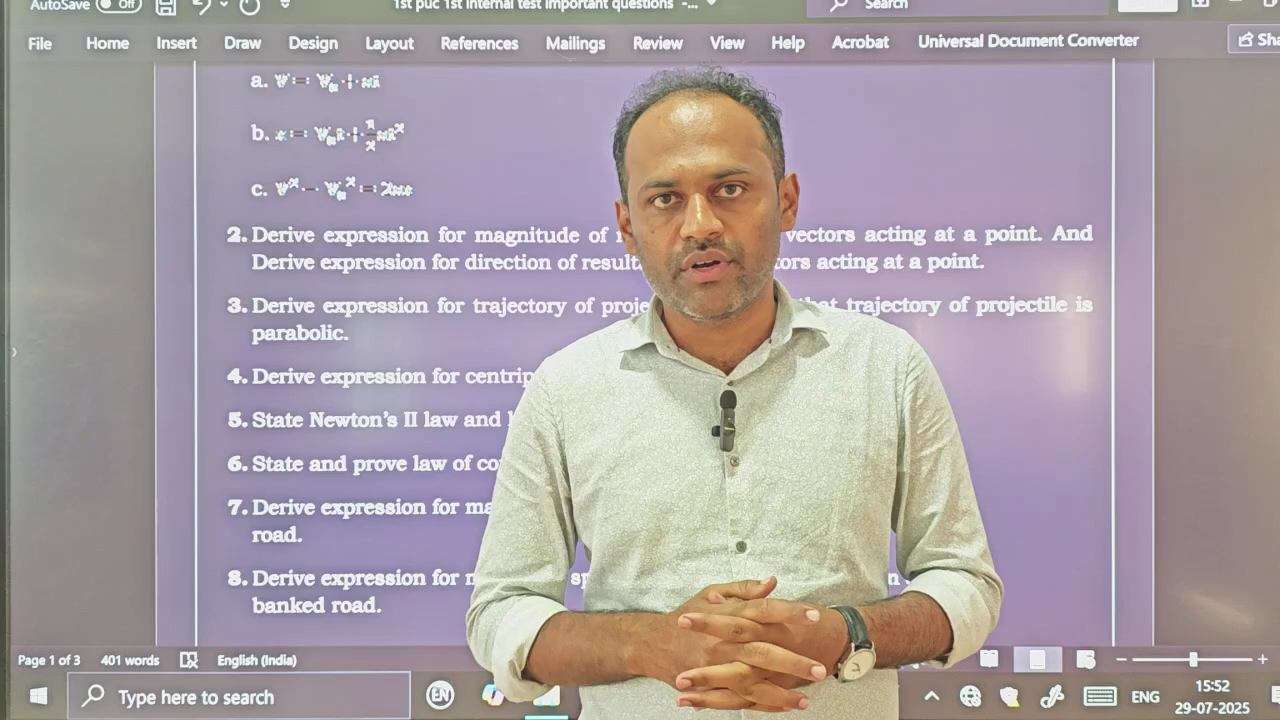 AutoSave Off 1st puc 1st internal test important questions -... Search
File Home Insert Draw Design Layout References Mailings Review View Help Acrobat Universal Document Converter Sha
a.
b.
c.
2. Derive expression for magnitude of vectors acting at a point. And
Derive expression for direction of result tors acting at a point.
3. Derive expression for trajectory of proje that trajectory of projectile is
parabolic.
4. Derive expression for centrip
5. State Newton's II law and
6. State and prove law of co
7. Derive expression for ma
road.
8. Derive expression for m sp n
banked road.
Page 1 of 3 401 words English (India)
Type here to search EN ENG 15:52
29-07-2025